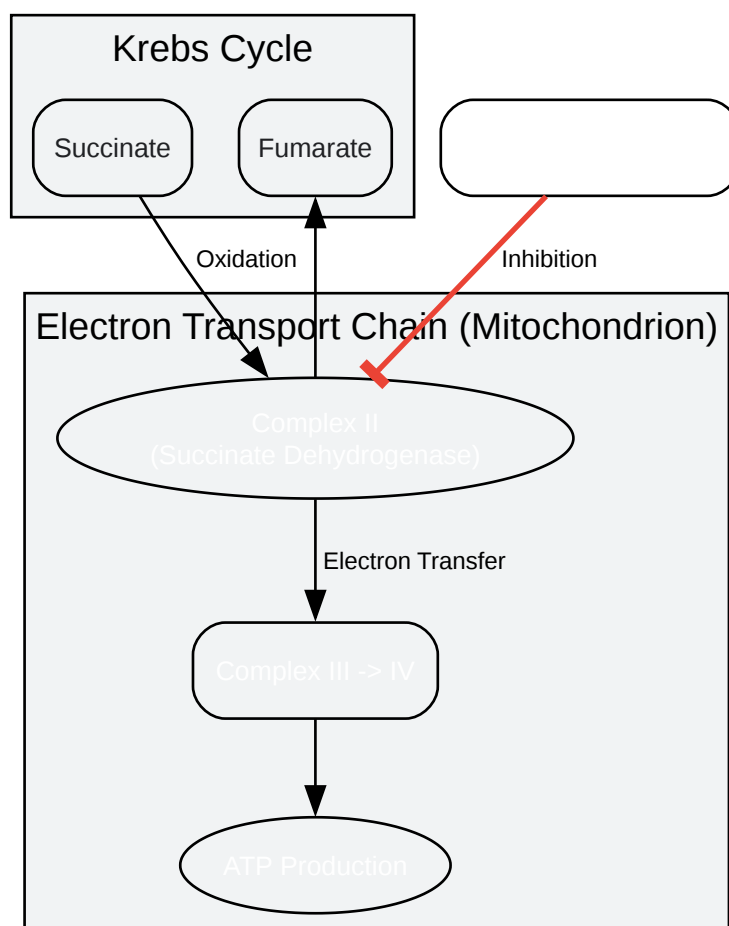 Krebs Cycle
Succinate
Fumarate
Oxidation
Inhibition
Electron Transport Chain (Mitochondrion)
Complex II
(Succinate Dehydrogenase)
Electron Transfer
Complex III -> IV
ATP Production